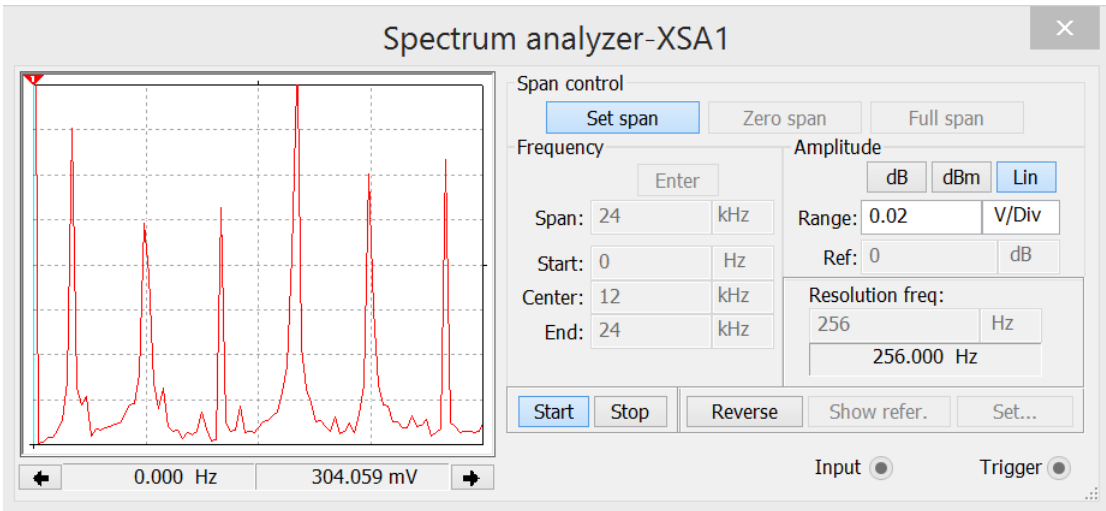 Spectrum analyzer-XSA1
×
1
Span control
Set span Zero span Full span
Frequency
Enter
Span: 24 kHz
Start: 0 Hz
Center: 12 kHz
End: 24 kHz
Amplitude
dB dBm Lin
Range: 0.02 V/Div
Ref: 0 dB
Resolution freq:
256 Hz
256.000 Hz
Start Stop Reverse Show refer. Set...
0.000 Hz 304.059 mV
Input Trigger